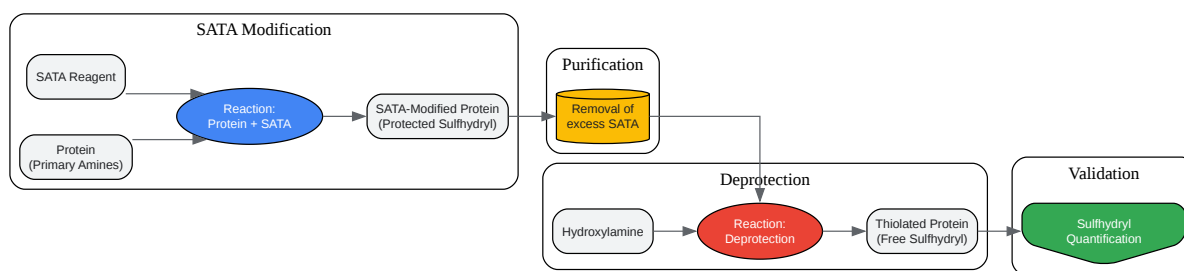 SATA Modification
SATA Reagent
Protein
(Primary Amines)
Reaction:
Protein + SATA
SATA-Modified Protein
(Protected Sulfhydryl)
Purification
Removal of
excess SATA
Deprotection
Hydroxylamine
Reaction:
Deprotection
Thiolated Protein
(Free Sulfhydryl)
Validation
Sulfhydryl
Quantification